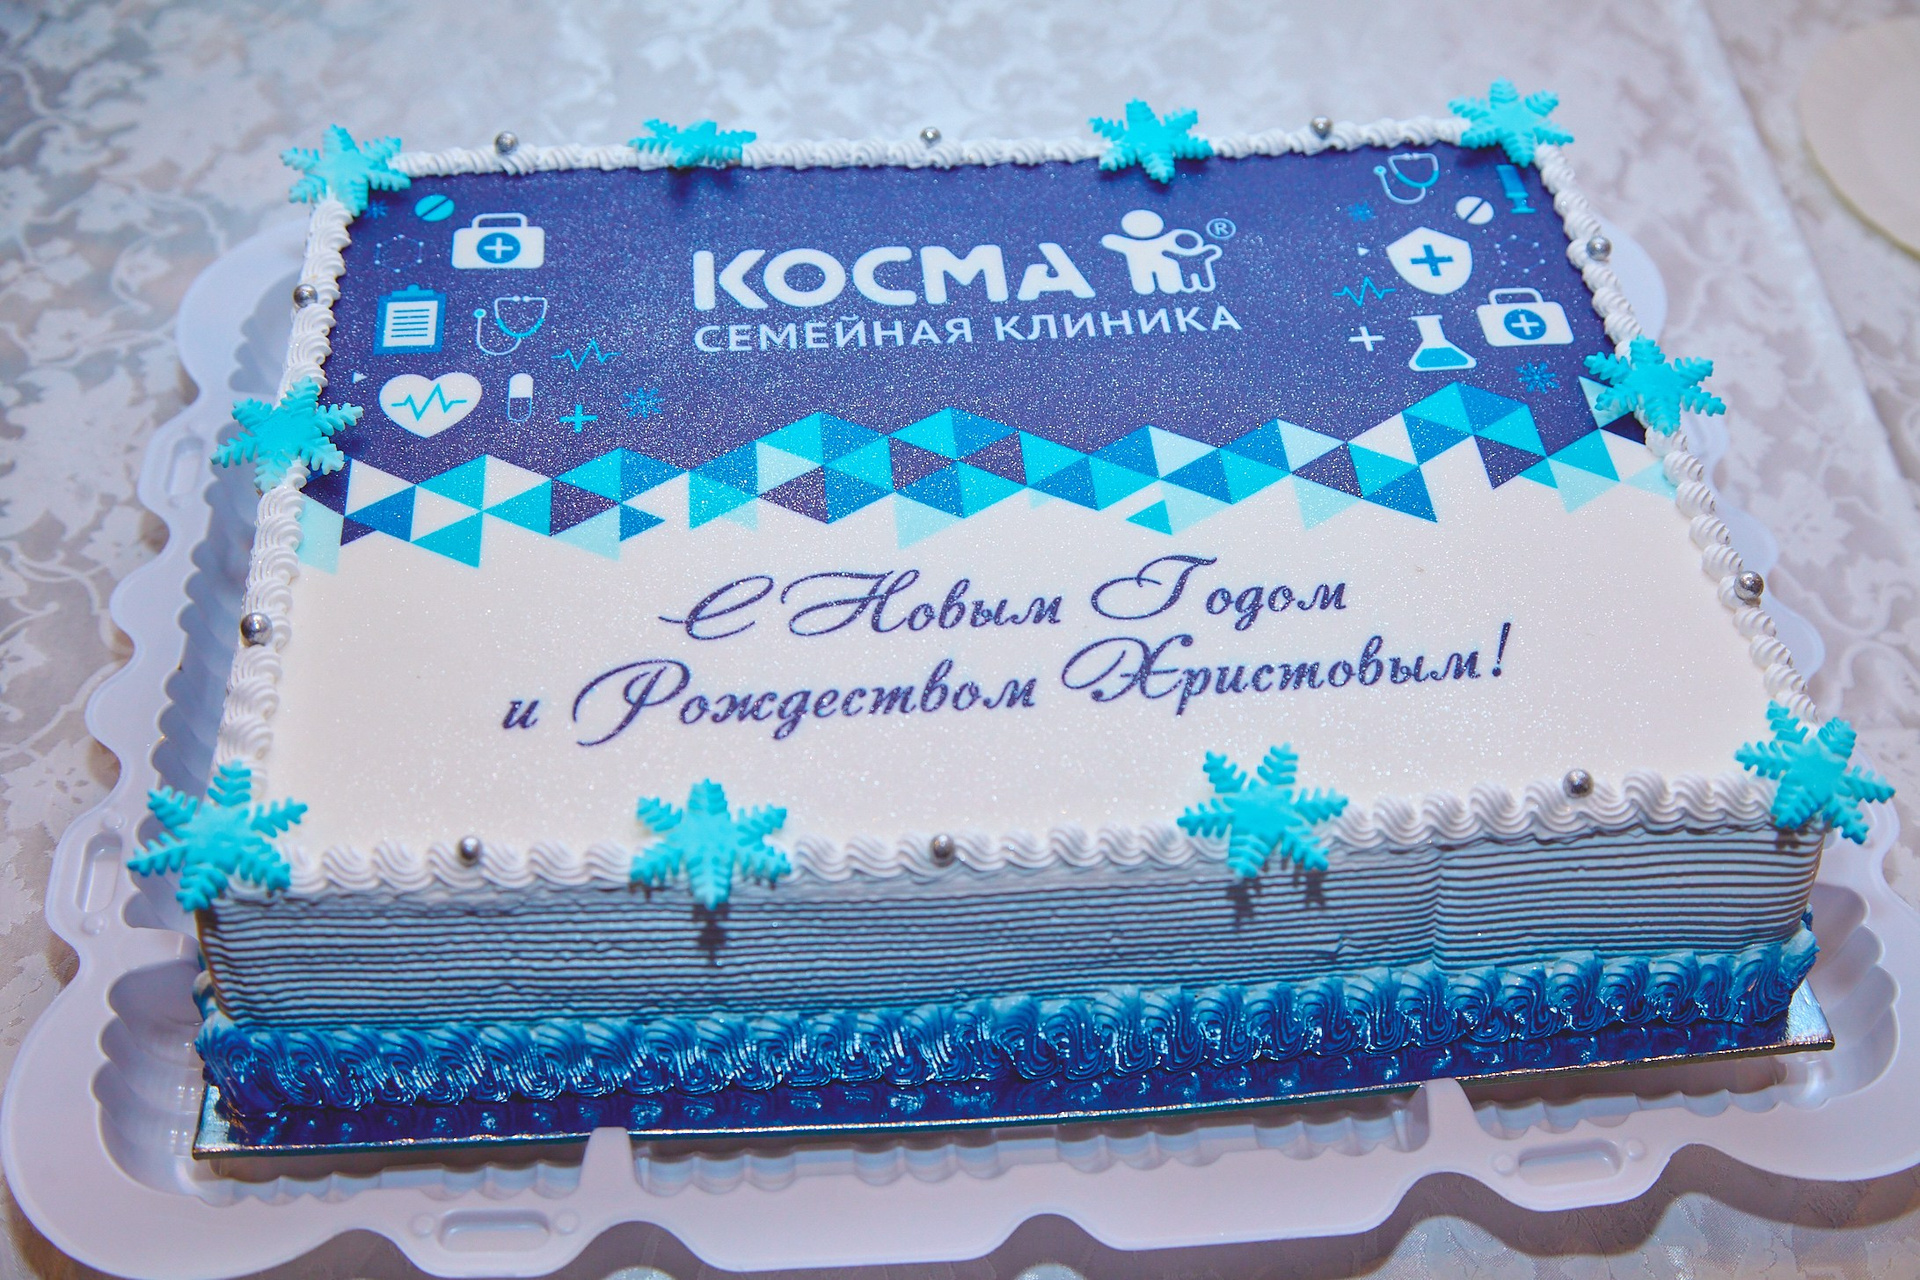 КОСМА ®
СЕМЕЙНАЯ КЛИНИКА
С Новым Годом
и Рождеством Христовым!